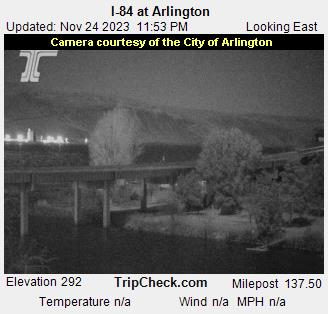 I-84 at Arlington
Updated: Nov 24 2023 11:53 PM Looking East
Camera courtesy of the City of Arlington
Elevation 292 TripCheck.com Milepost 137.50
Temperature n/a Wind n/a MPH n/a